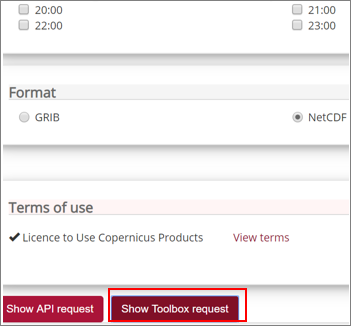 20:00 21:00
22:00 23:00
Format
GRIB NetCDF
Terms of use
Licence to Use Copernicus Products View terms
Show API request Show Toolbox request